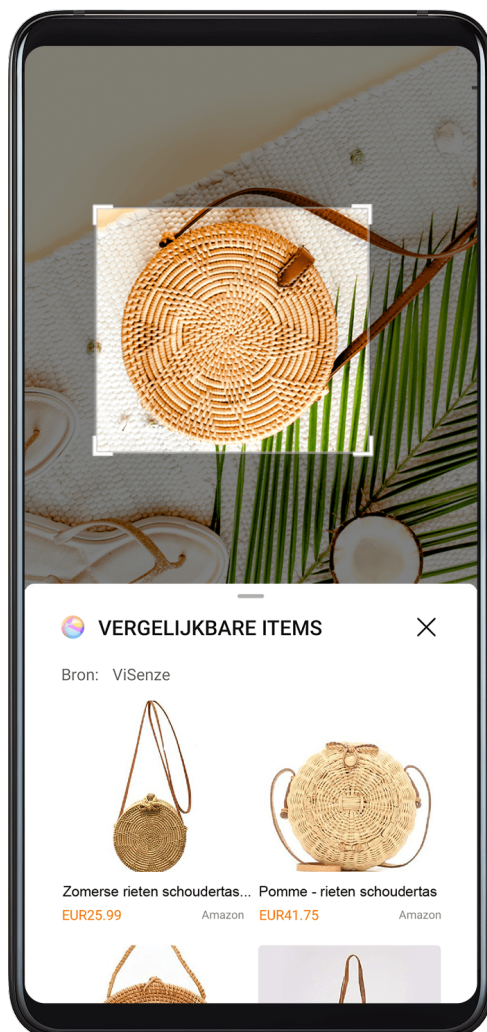 VERGELIJKBARE ITEMS
Bron: ViSenze
Zomerse rieten schoudertas... Pomme - rieten schoudertas
EUR25.99 Amazon EUR41.75 Amazon